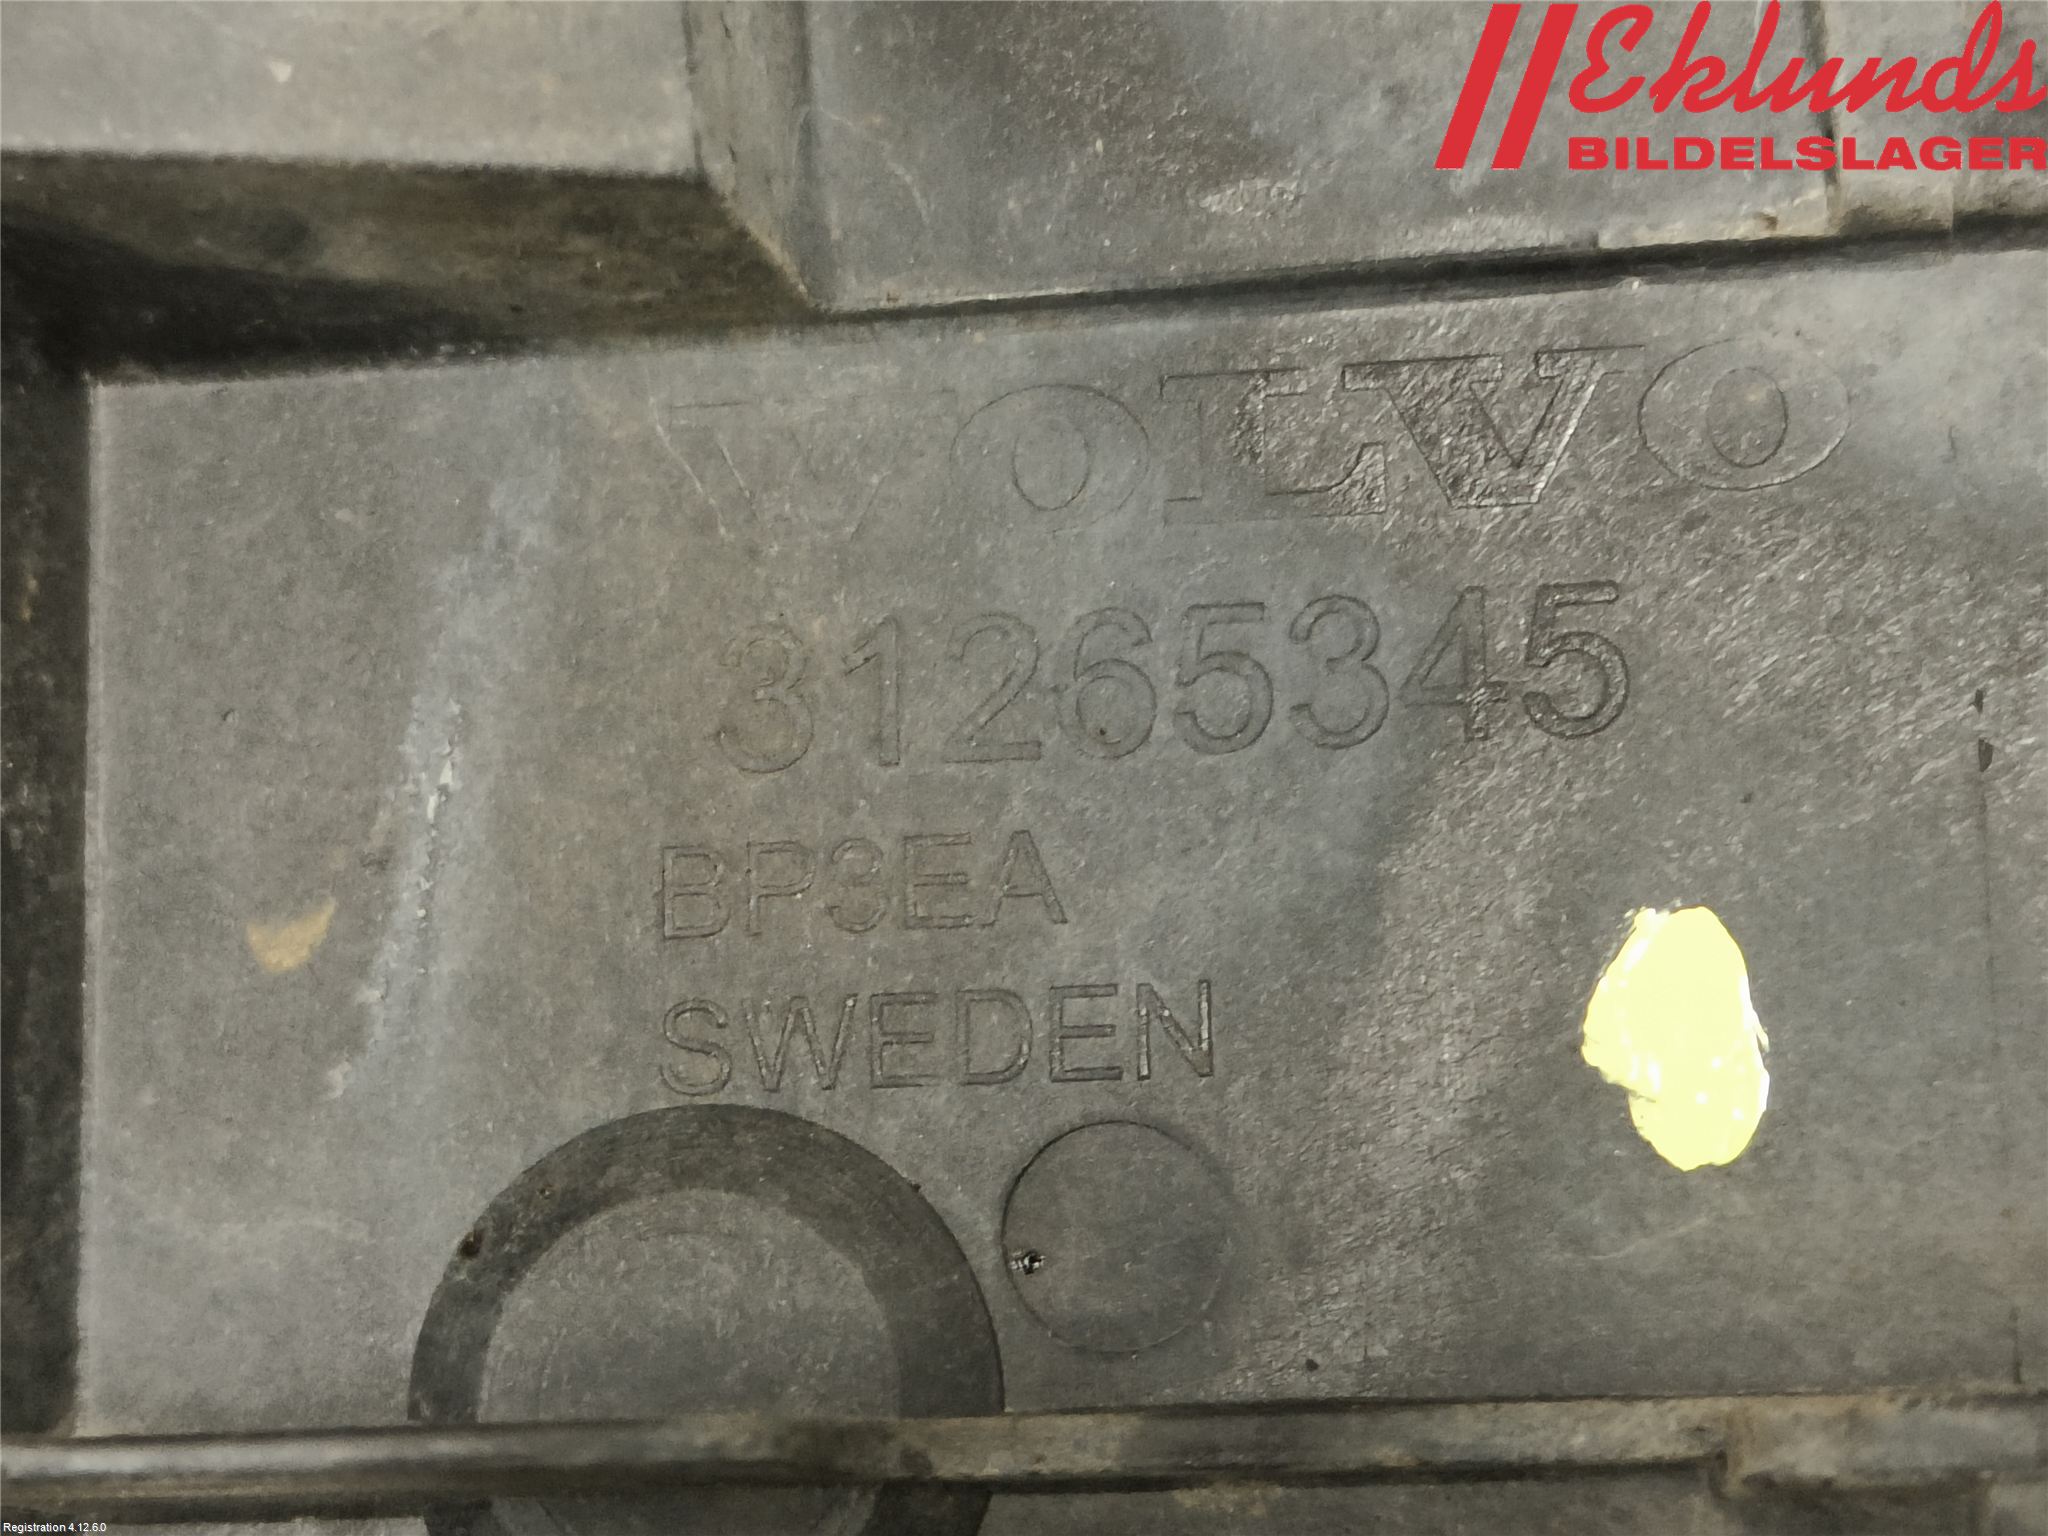 Eklunds
BILDELSLAGER
VOLVO
31265345
BP3EA
SWEDEN
Registration 4.12.6.0